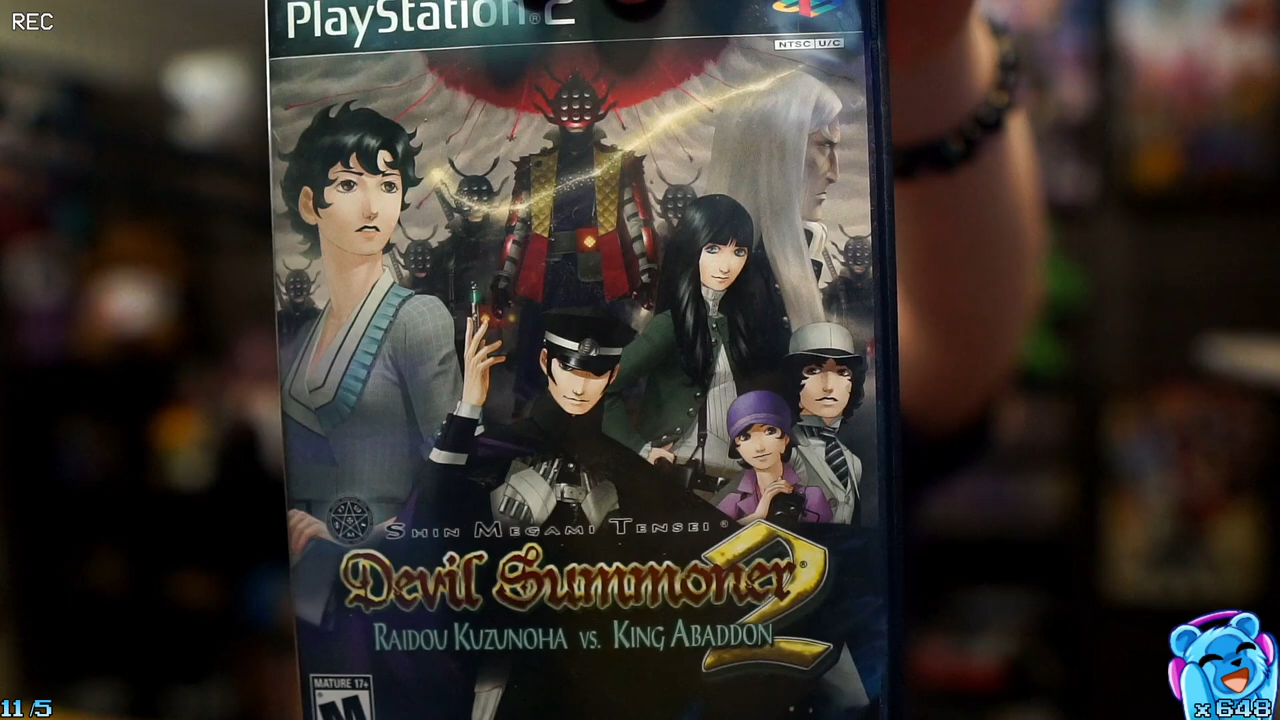 REC
PlayStation®2
NTSC U/C
Shin Megami Tensei®
Devil Summoner® 2
Raidou Kuzunoha vs. King Abaddon
MATURE 17+
M
11/5
x 648